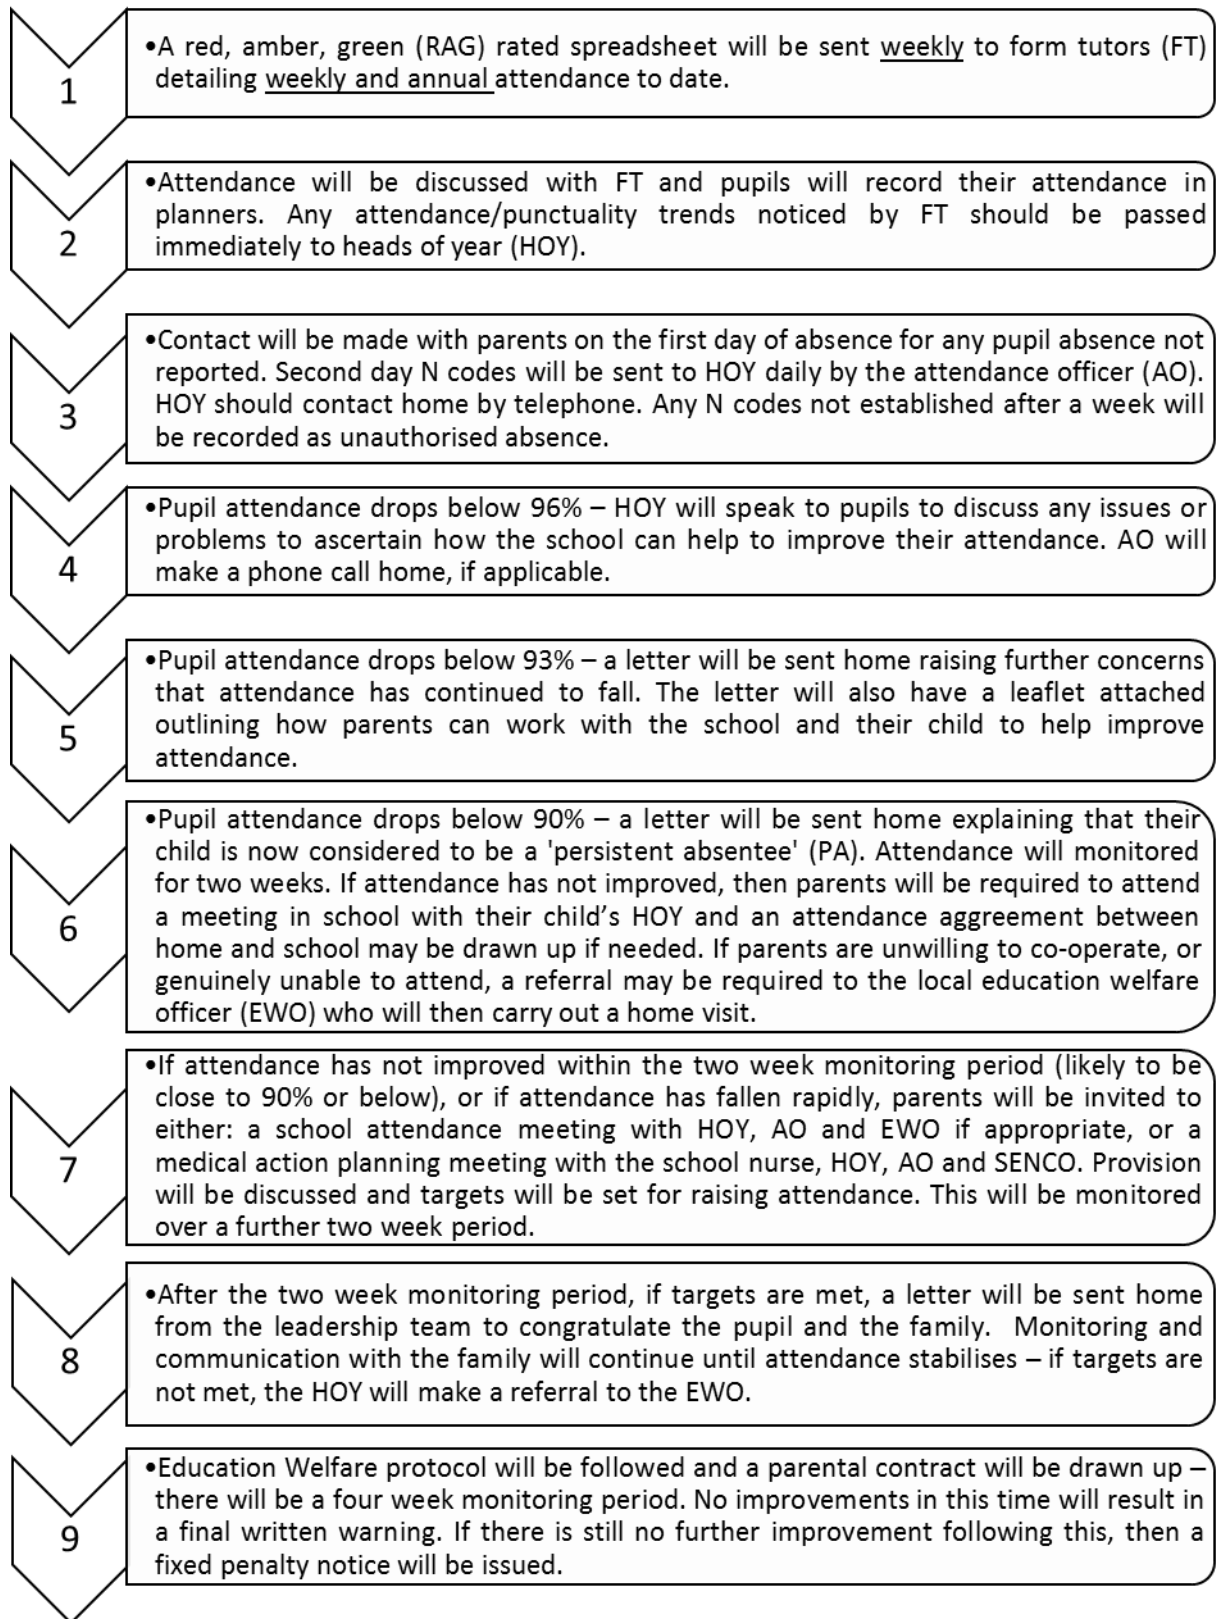 1
•A red, amber, green (RAG) rated spreadsheet will be sent weekly to form tutors (FT)
detailing weekly and annual attendance to date.
2
•Attendance will be discussed with FT and pupils will record their attendance in
planners. Any attendance/punctuality trends noticed by FT should be passed
immediately to heads of year (HOY).
3
•Contact will be made with parents on the first day of absence for any pupil absence not
reported. Second day N codes will be sent to HOY daily by the attendance officer (AO).
HOY should contact home by telephone. Any N codes not established after a week will
be recorded as unauthorised absence.
4
•Pupil attendance drops below 96% – HOY will speak to pupils to discuss any issues or
problems to ascertain how the school can help to improve their attendance. AO will
make a phone call home, if applicable.
5
•Pupil attendance drops below 93% – a letter will be sent home raising further concerns
that attendance has continued to fall. The letter will also have a leaflet attached
outlining how parents can work with the school and their child to help improve
attendance.
6
•Pupil attendance drops below 90% – a letter will be sent home explaining that their
child is now considered to be a 'persistent absentee' (PA). Attendance will monitored
for two weeks. If attendance has not improved, then parents will be required to attend
a meeting in school with their child’s HOY and an attendance aggreement between
home and school may be drawn up if needed. If parents are unwilling to co-operate, or
genuinely unable to attend, a referral may be required to the local education welfare
officer (EWO) who will then carry out a home visit.
7
•If attendance has not improved within the two week monitoring period (likely to be
close to 90% or below), or if attendance has fallen rapidly, parents will be invited to
either: a school attendance meeting with HOY, AO and EWO if appropriate, or a
medical action planning meeting with the school nurse, HOY, AO and SENCO. Provision
will be discussed and targets will be set for raising attendance. This will be monitored
over a further two week period.
8
•After the two week monitoring period, if targets are met, a letter will be sent home
from the leadership team to congratulate the pupil and the family. Monitoring and
communication with the family will continue until attendance stabilises – if targets are
not met, the HOY will make a referral to the EWO.
9
•Education Welfare protocol will be followed and a parental contract will be drawn up –
there will be a four week monitoring period. No improvements in this time will result in
a final written warning. If there is still no further improvement following this, then a
fixed penalty notice will be issued.